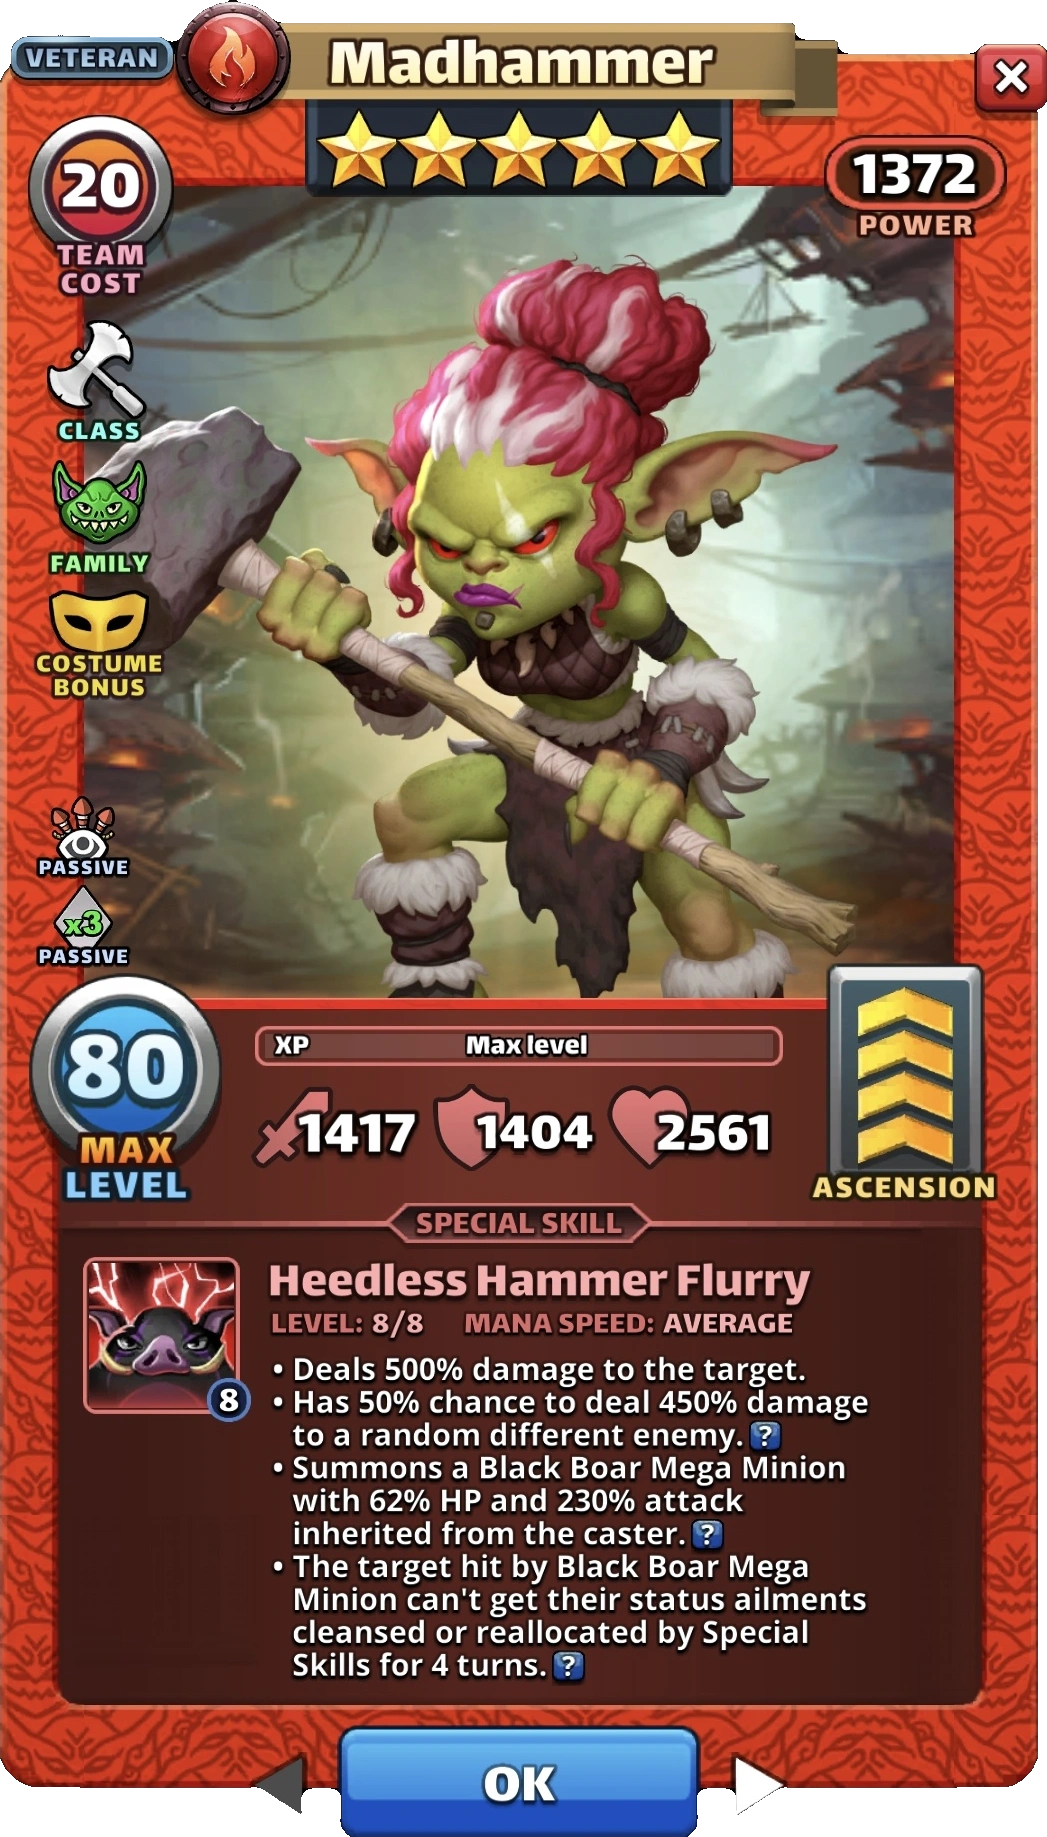 VETERAN
Madhammer
20
TEAM
COST
1372
POWER
CLASS
FAMILY
COSTUME
BONUS
PASSIVE
x3
PASSIVE
80
MAX
LEVEL
XP Max level
1417 1404 2561
ASCENSION
SPECIAL SKILL
Heedless Hammer Flurry
LEVEL: 8/8 MANA SPEED: AVERAGE
8
• Deals 500% damage to the target.
• Has 50% chance to deal 450% damage
to a random different enemy. ?
• Summons a Black Boar Mega Minion
with 62% HP and 230% attack
inherited from the caster. ?
• The target hit by Black Boar Mega
Minion can't get their status ailments
cleansed or reallocated by Special
Skills for 4 turns. ?
OK